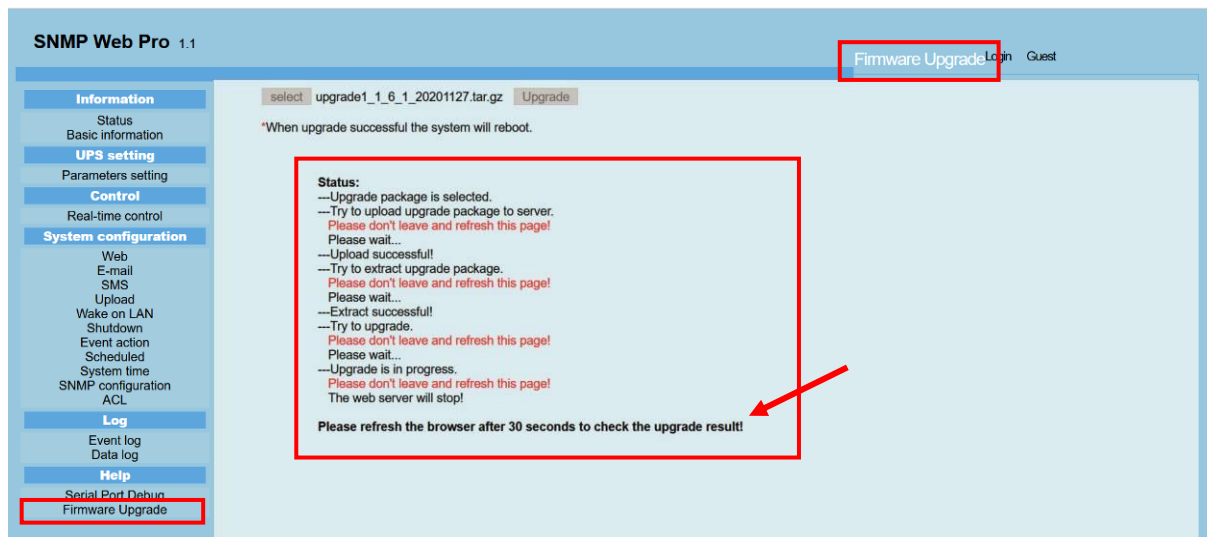 SNMP Web Pro 1.1
Firmware Upgrade Login Guest
Information
Status
Basic information
UPS setting
Parameters setting
Control
Real-time control
System configuration
Web
E-mail
SMS
Upload
Wake on LAN
Shutdown
Event action
Scheduled
System time
SNMP configuration
ACL
Log
Event log
Data log
Help
Serial Port Debug
Firmware Upgrade
select upgrade1_1_6_1_20201127.tar.gz Upgrade
*When upgrade successful the system will reboot.
Status:
---Upgrade package is selected.
---Try to upload upgrade package to server.
Please don't leave and refresh this page!
Please wait...
---Upload successful!
---Try to extract upgrade package.
Please don't leave and refresh this page!
Please wait...
---Extract successful!
---Try to upgrade.
Please don't leave and refresh this page!
Please wait...
---Upgrade is in progress.
Please don't leave and refresh this page!
The web server will stop!
Please refresh the browser after 30 seconds to check the upgrade result!